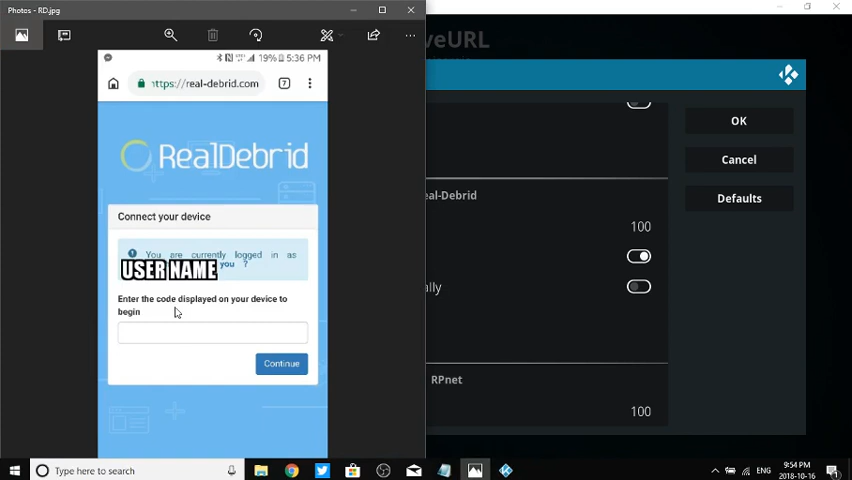 Photos - RD.jpg
19% 5:36 PM
https://real-debrid.com
7
RealDebrid
Connect your device
You are currently logged in as
USER NAME you ?
Enter the code displayed on your device to
begin
Continue
veURL
OK
Cancel
Defaults
eal-Debrid
100
ally
RPnet
100
Type here to search
ENG
9:54 PM
2018-10-16